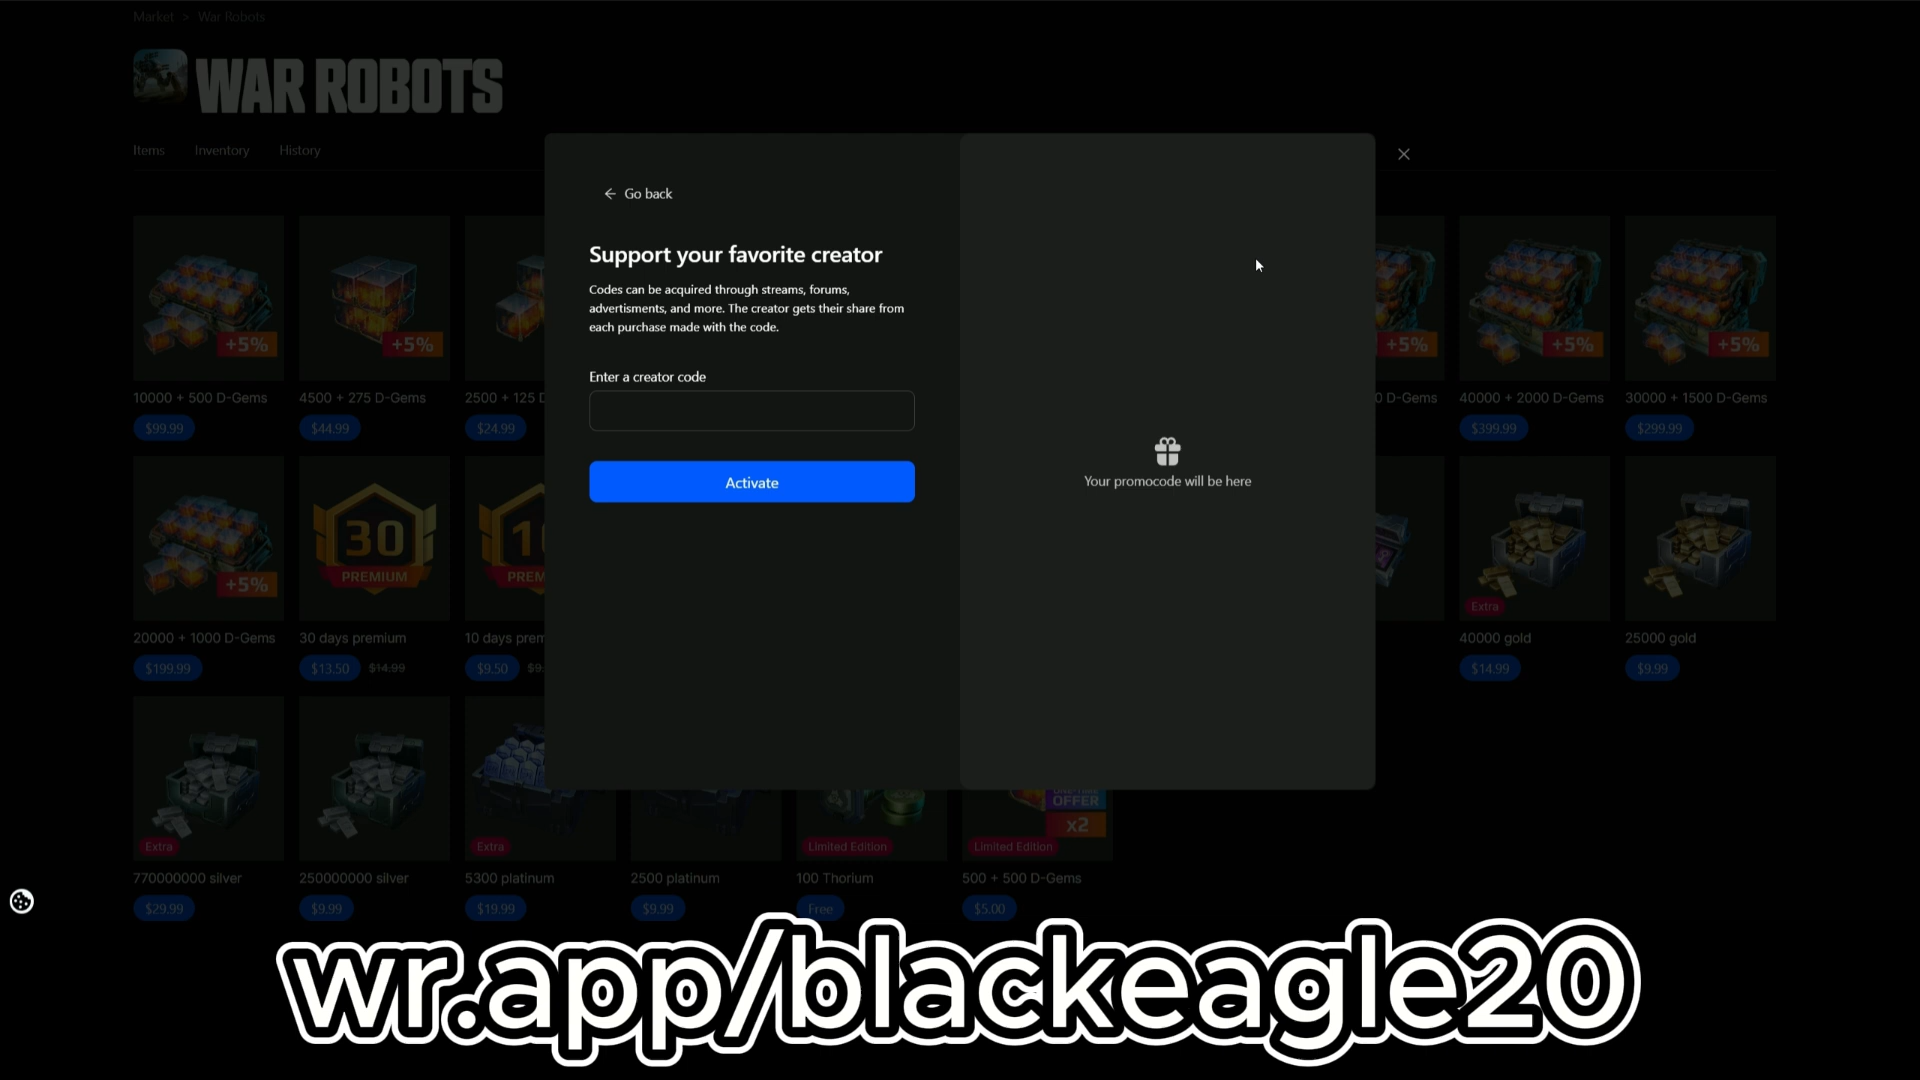 Market > War Robots
WAR ROBOTS
Items Inventory History
Go back
Support your favorite creator
Codes can be acquired through streams, forums,
advertisments, and more. The creator gets their share from
each purchase made with the code.
Enter a creator code
Activate
Your promocode will be here
+5% +5% +5% +5% +5%
10000 + 500 D-Gems 4500 + 275 D-Gems 2500 + 125 D-Gems 40000 + 2000 D-Gems 30000 + 1500 D-Gems
$99.99 $44.99 $24.99 $399.99 $299.99
+5% 30 PREMIUM Extra
20000 + 1000 D-Gems 30 days premium 10 days prem 40000 gold 25000 gold
$199.99 $13.50 $14.99 $9.50 $14.99 $9.99
OFFER
x2
Extra Extra Limited Edition Limited Edition
770000000 silver 250000000 silver 5300 platinum 2500 platinum 100 Thorium 500 + 500 D-Gems
$29.99 $9.99 $19.99 $9.99 Free $5.00
wr.app/blackeagle20